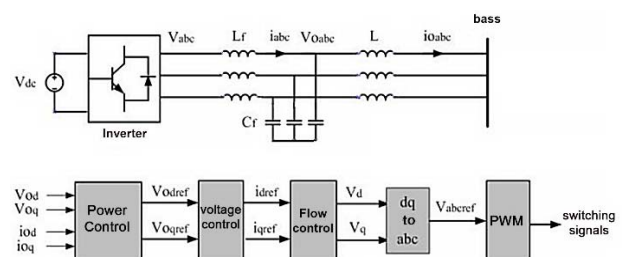 bass
Vabc Lf iabc Voabc L ioabc
Vdc
Cf
Inverter
Vod
Voq
iod
ioq
Power
Control
Vodref
Voqref
voltage
control
idref
iqref
Flow
control
Vd
Vq
dq
to
abc
Vabcref
PWM
switching
signals